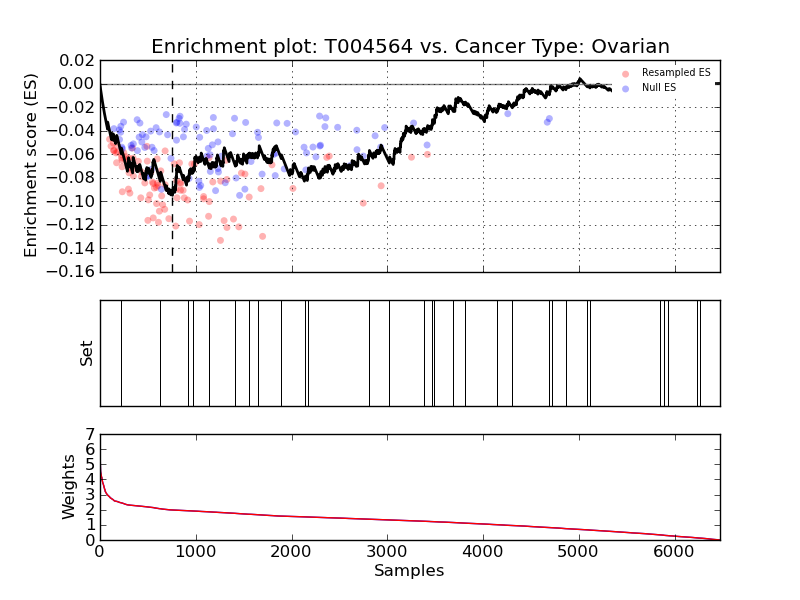 Enrichment plot: T004564 vs. Cancer Type: Ovarian
Enrichment score (ES)
0.02
0.00
−0.02
−0.04
−0.06
−0.08
−0.10
−0.12
−0.14
−0.16
Resampled ES
Null ES
Set
Weights
7
6
5
4
3
2
1
0
0 1000 2000 3000 4000 5000 6000
Samples